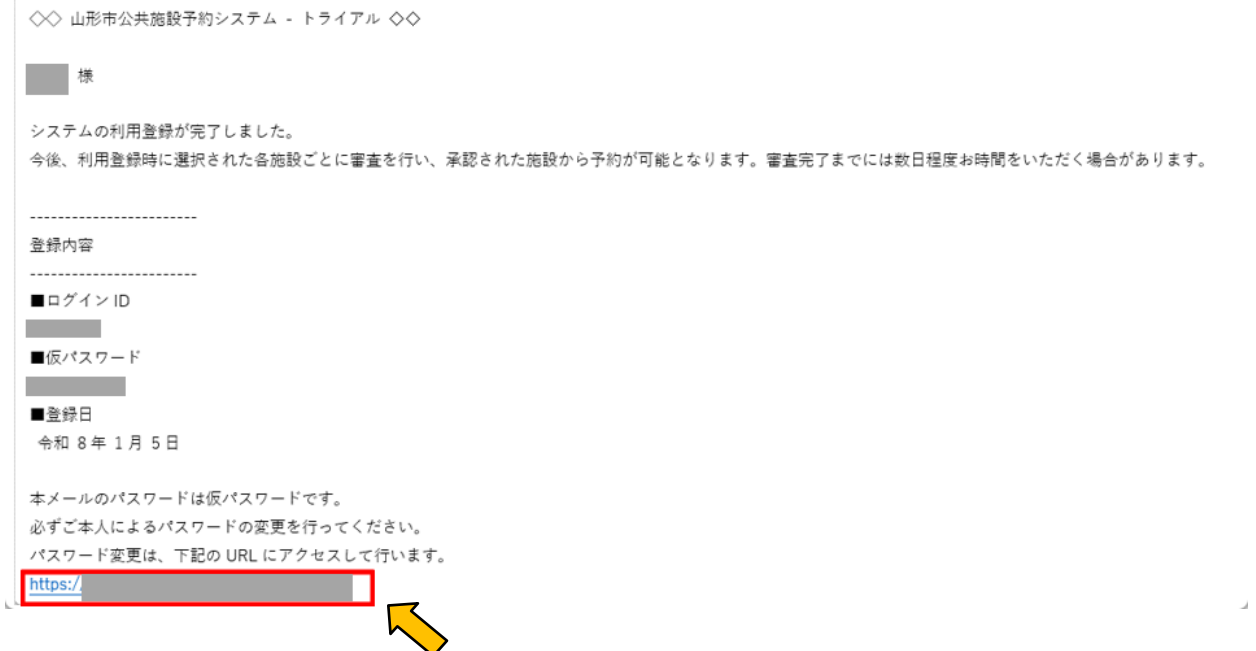 ◇◇ 山形市公共施設予約システム - トライアル ◇◇
様
システムの利用登録が完了しました。
今後、利用登録時に選択された各施設ごとに審査を行い、承認された施設から予約が可能となります。審査完了までには数日程度お時間をいただく場合があります。
------------------------
登録内容
------------------------
■ログイン ID
■仮パスワード
■登録日
令和 8 年 1 月 5 日
本メールのパスワードは仮パスワードです。
必ずご本人によるパスワードの変更を行ってください。
パスワード変更は、下記の URL にアクセスして行います。
https:/